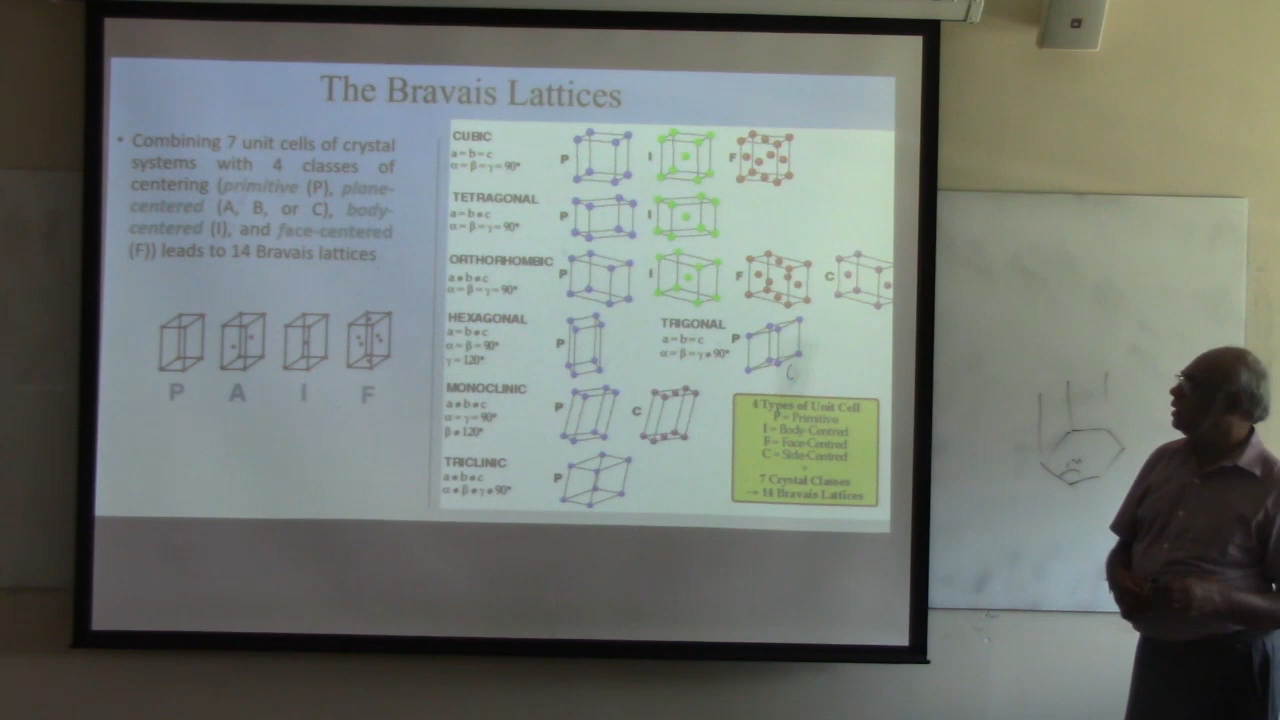 The Bravais Lattices
• Combining 7 unit cells of crystal
systems with 4 classes of
centering (primitive (P), plane-
centered (A, B, or C), body-
centered (I), and face-centered
(F)) leads to 14 Bravais lattices
P A I F
CUBIC
a=b=c
α=β=γ=90°
P I F
TETRAGONAL
a=b≠c
α=β=γ=90°
P I
ORTHORHOMBIC
a≠b≠c
α=β=γ=90°
P I F C
HEXAGONAL
a=b≠c
α=β=90°
γ=120°
P
TRIGONAL
a=b=c
α=β=γ≠90°
P
MONOCLINIC
a≠b≠c
α=γ=90°
β≠120°
P C
TRICLINIC
a≠b≠c
α≠β≠γ≠90°
P
4 Types of Unit Cell
P = Primitive
I = Body-Centred
F = Face-Centred
C = Side-Centred
+
7 Crystal Classes
→ 14 Bravais Lattices